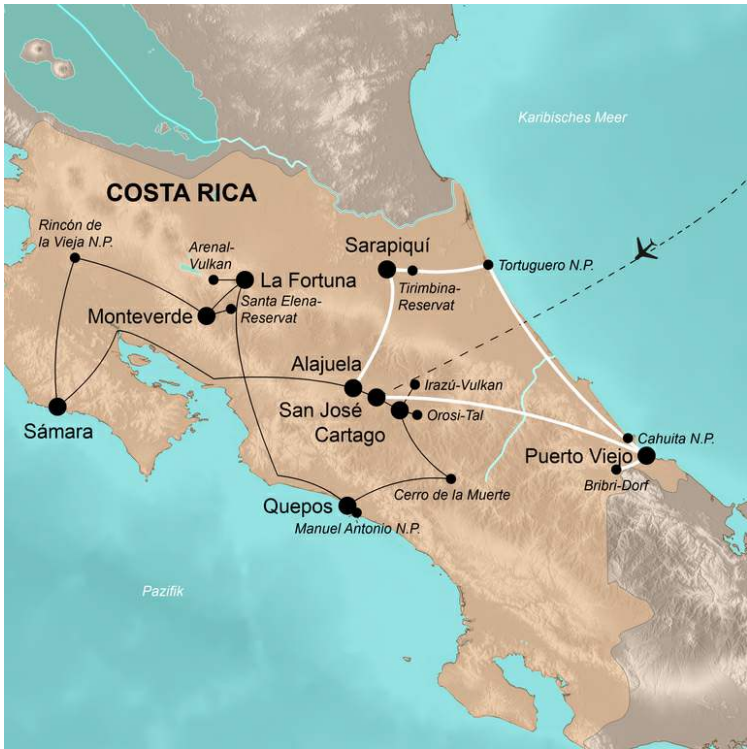 Karibisches Meer
COSTA RICA
Rincón de
la Vieja N.P.
Arenal-
Vulkan
La Fortuna
Sarapiquí
Tortuguero N.P.
Tirimbina-
Reservat
Santa Elena-
Reservat
Monteverde
Alajuela
Irazú-Vulkan
San José
Orosi-Tal
Cartago
Sámara
Cahuita N.P.
Puerto Viejo
Bribri-Dorf
Cerro de la Muerte
Quepos
Manuel Antonio N.P.
Pazifik